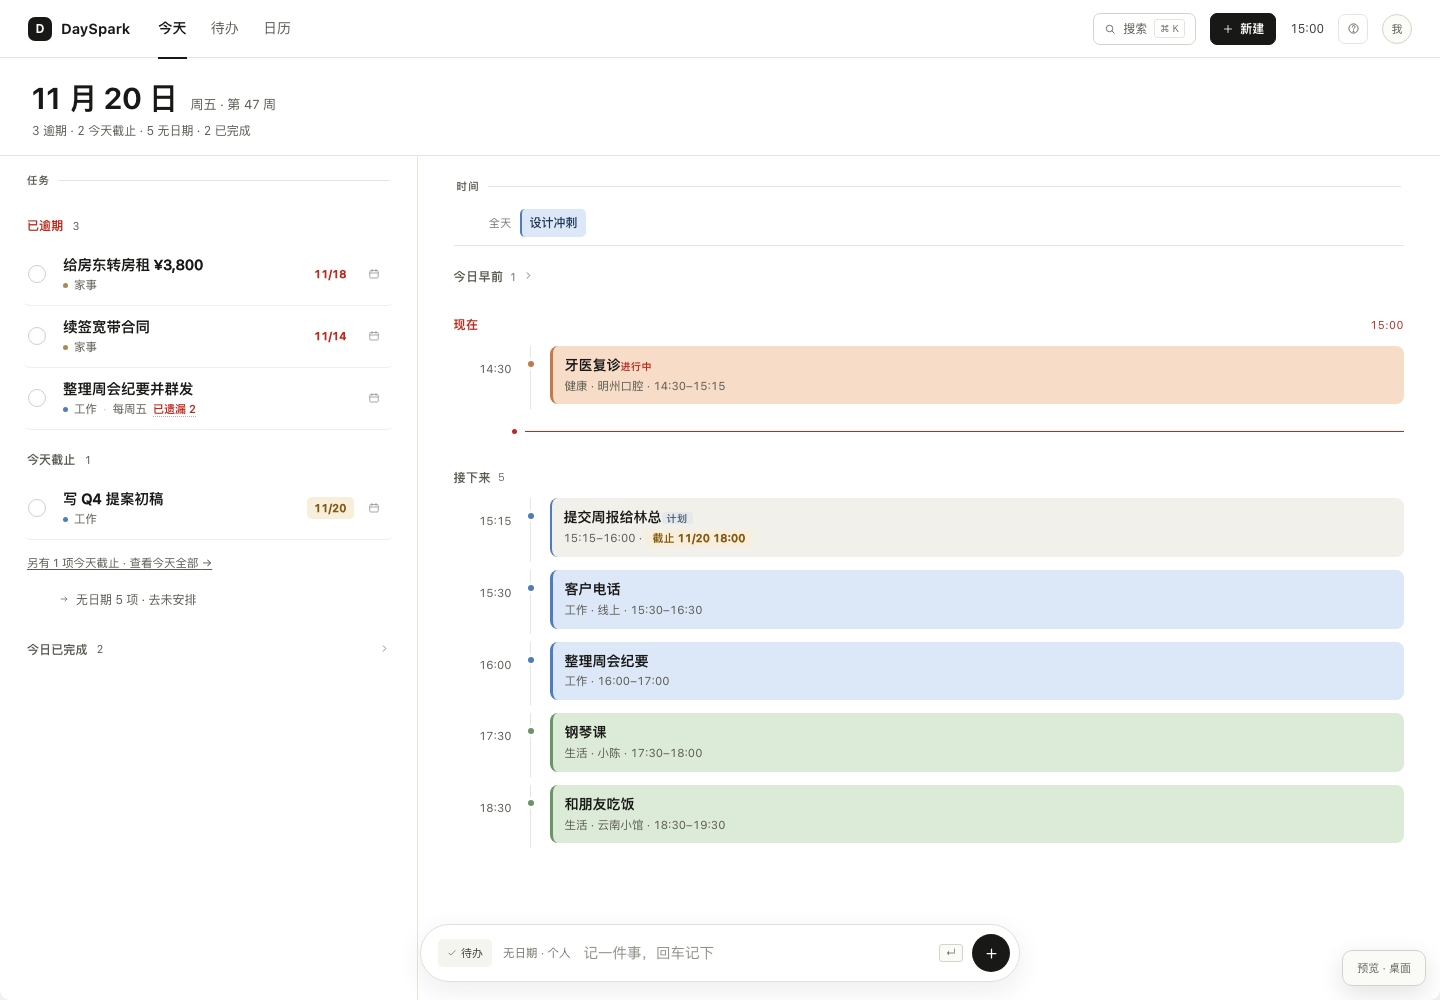 D DaySpark 今天 待办 日历 搜索 ⌘ K + 新建 15:00 我
11 月 20 日 周五 · 第 47 周
3 逾期 · 2 今天截止 · 5 无日期 · 2 已完成
任务
已逾期 3
给房东转房租 ¥3,800 11/18
家事
续签宽带合同 11/14
家事
整理周会纪要并群发
工作 · 每周五 已遗漏 2
今天截止 1
写 Q4 提案初稿 11/20
工作
另有 1 项今天截止 · 查看今天全部 →
→ 无日期 5 项 · 去未安排
今日已完成 2
时间
全天 设计冲刺
今日早前 1
现在 15:00
14:30 牙医复诊进行中
健康 · 明州口腔 · 14:30–15:15
接下来 5
15:15 提交周报给林总 计划
15:15–16:00 · 截止 11/20 18:00
15:30 客户电话
工作 · 线上 · 15:30–16:30
16:00 整理周会纪要
工作 · 16:00–17:00
17:30 钢琴课
生活 · 小陈 · 17:30–18:00
18:30 和朋友吃饭
生活 · 云南小馆 · 18:30–19:30
待办 无日期 · 个人 记一件事，回车记下
预览 · 桌面